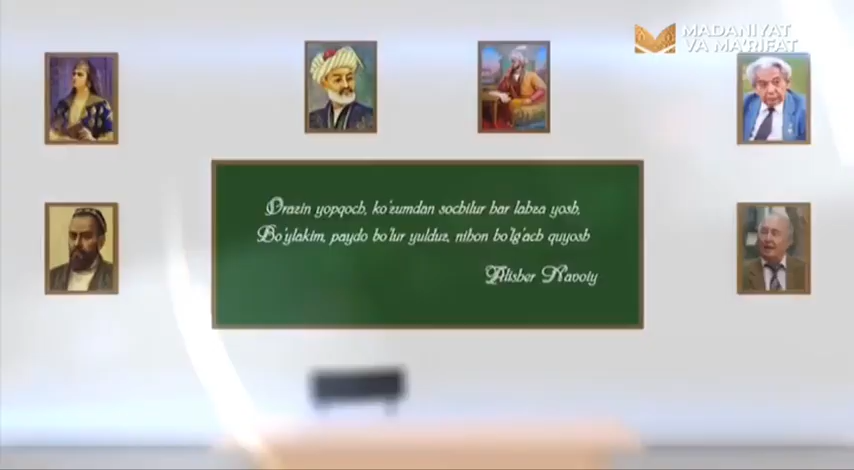 MADANIYAT
VA MA'RIFAT
Orazin yopqoch, ko'zumdan sochilur har lahza yosh,
Bo'ylakim, paydo bo'lur yulduz, nihon bo'lg'ach quyosh
Alisher Navoiy